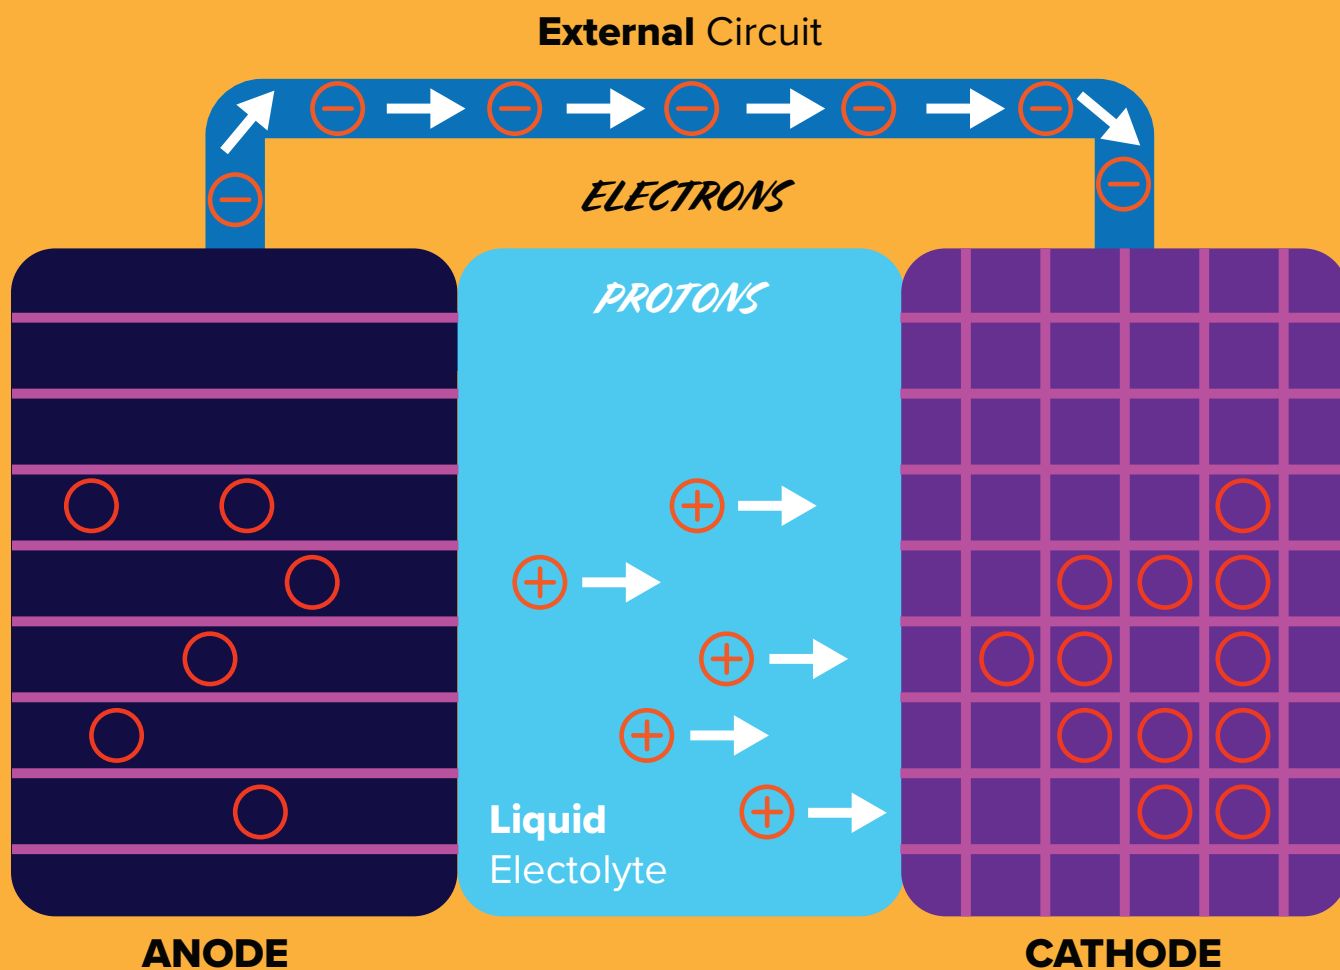 External Circuit
ELECTRONS
PROTONS
Liquid
Electolyte
ANODE
CATHODE